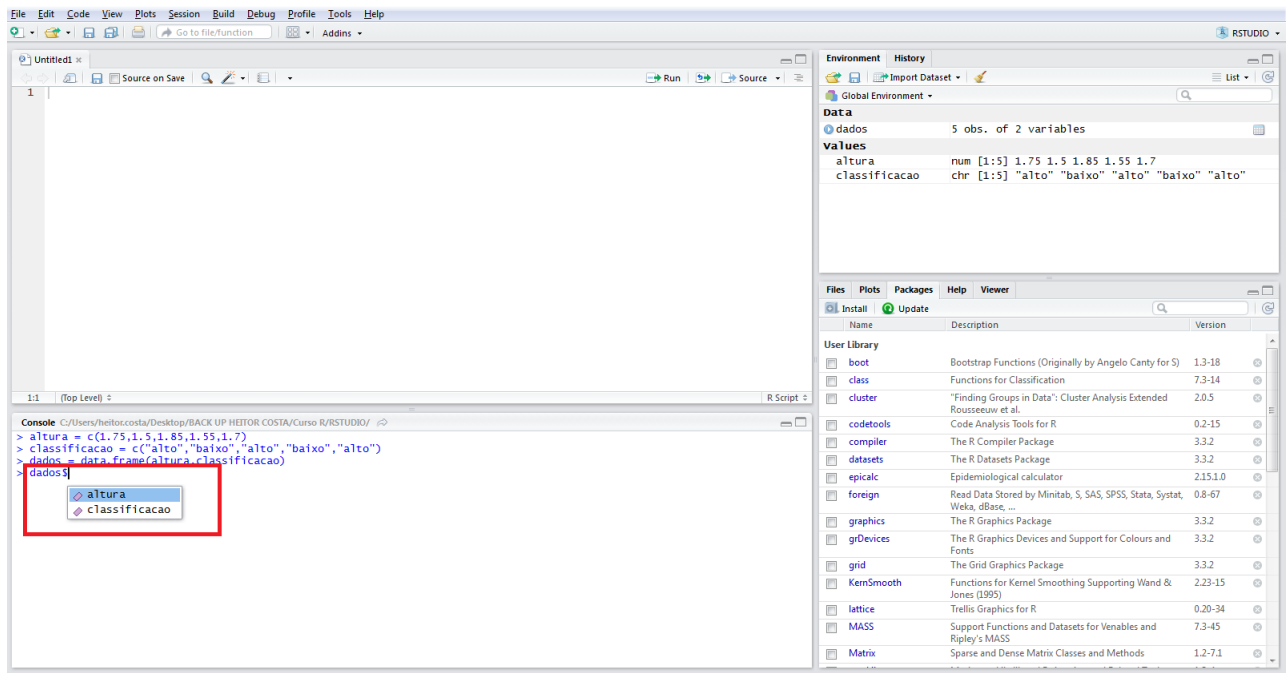 File Edit Code View Plots Session Build Debug Profile Tools Help
Go to file/function Addins RSTUDIO
Untitled1
Source on Save Run Source
1
1:1 (Top Level) R Script
Console C:/Users/heitor.costa/Desktop/BACK UP HEITOR COSTA/Curso R/RSTUDIO/
> altura = c(1.75,1.5,1.85,1.55,1.7)
> classificacao = c("alto","baixo","alto","baixo","alto")
> dados = data.frame(altura,classificacao)
> dados$
altura
classificacao
Environment History
Import Dataset List
Global Environment
Data
dados 5 obs. of 2 variables
Values
altura num [1:5] 1.75 1.5 1.85 1.55 1.7
classificacao chr [1:5] "alto" "baixo" "alto" "baixo" "alto"
Files Plots Packages Help Viewer
Install Update
Name Description Version
User Library
boot Bootstrap Functions (Originally by Angelo Canty for S) 1.3-18
class Functions for Classification 7.3-14
cluster "Finding Groups in Data": Cluster Analysis Extended 2.0.5
Rousseeuw et al.
codetools Code Analysis Tools for R 0.2-15
compiler The R Compiler Package 3.3.2
datasets The R Datasets Package 3.3.2
epicalc Epidemiological calculator 2.15.1.0
foreign Read Data Stored by Minitab, S, SAS, SPSS, Stata, Systat, 0.8-67
Weka, dBase, ...
graphics The R Graphics Package 3.3.2
grDevices The R Graphics Devices and Support for Colours and 3.3.2
Fonts
grid The Grid Graphics Package 3.3.2
KernSmooth Functions for Kernel Smoothing Supporting Wand & 2.23-15
Jones (1995)
lattice Trellis Graphics for R 0.20-34
MASS Support Functions and Datasets for Venables and 7.3-45
Ripley's MASS
Matrix Sparse and Dense Matrix Classes and Methods 1.2-7.1